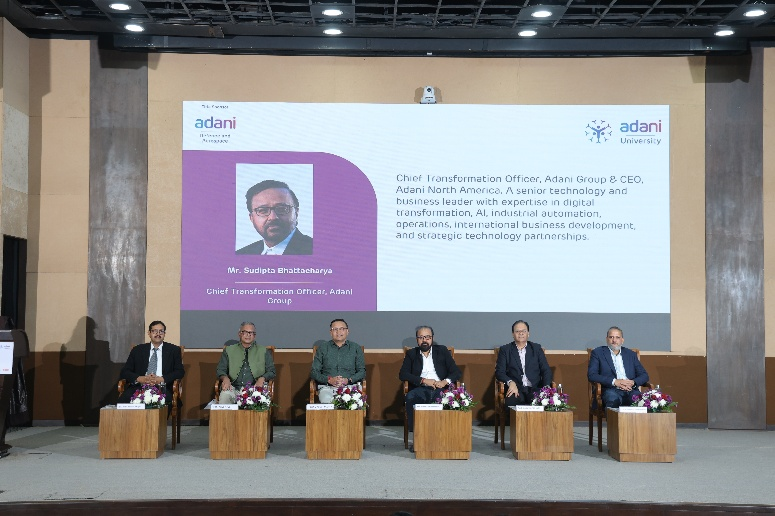 Title Sponsor
adani
Defence and
Aerospace
adani
University
Chief Transformation Officer, Adani Group & CEO,
Adani North America. A senior technology and
business leader with expertise in digital
transformation, AI, industrial automation,
operations, international business development,
and strategic technology partnerships.
Mr. Sudipta Bhattacharya
Chief Transformation Officer, Adani
Group